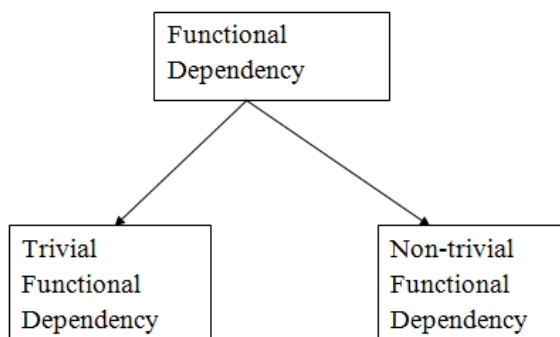 Functional
Dependency
Trivial
Functional
Dependency
Non-trivial
Functional
Dependency